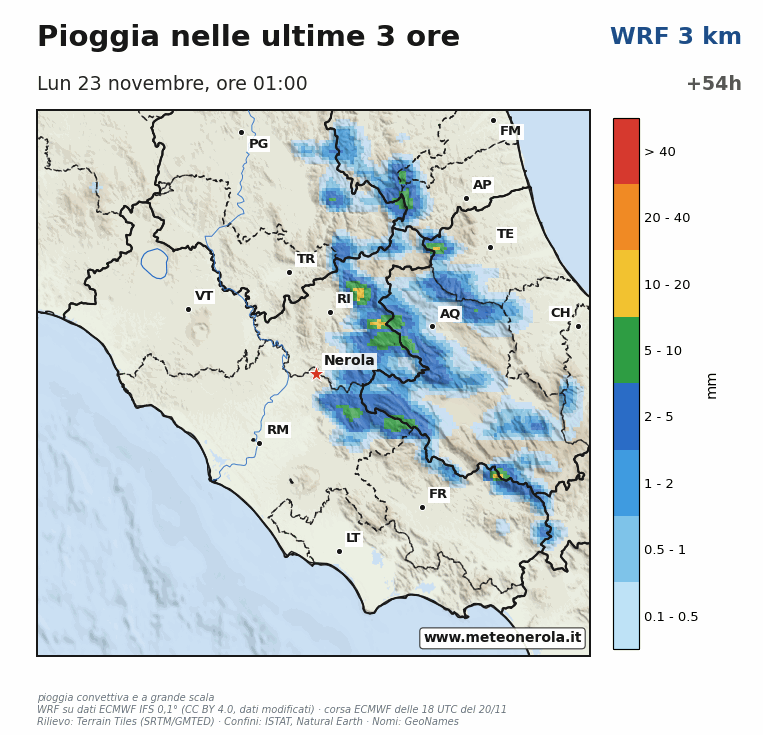 Pioggia nelle ultime 3 ore
WRF 3 km
Lun 23 novembre, ore 01:00
+54h
FM
PG
AP
TE
TR
VT
RI
AQ
CH
Nerola
RM
FR
LT
www.meteonerola.it
> 40
20 - 40
10 - 20
5 - 10
2 - 5
1 - 2
0.5 - 1
0.1 - 0.5
mm
pioggia convettiva e a grande scala
WRF su dati ECMWF IFS 0,1° (CC BY 4.0, dati modificati) · corsa ECMWF delle 18 UTC del 20/11
Rilievo: Terrain Tiles (SRTM/GMTED) · Confini: ISTAT, Natural Earth · Nomi: GeoNames